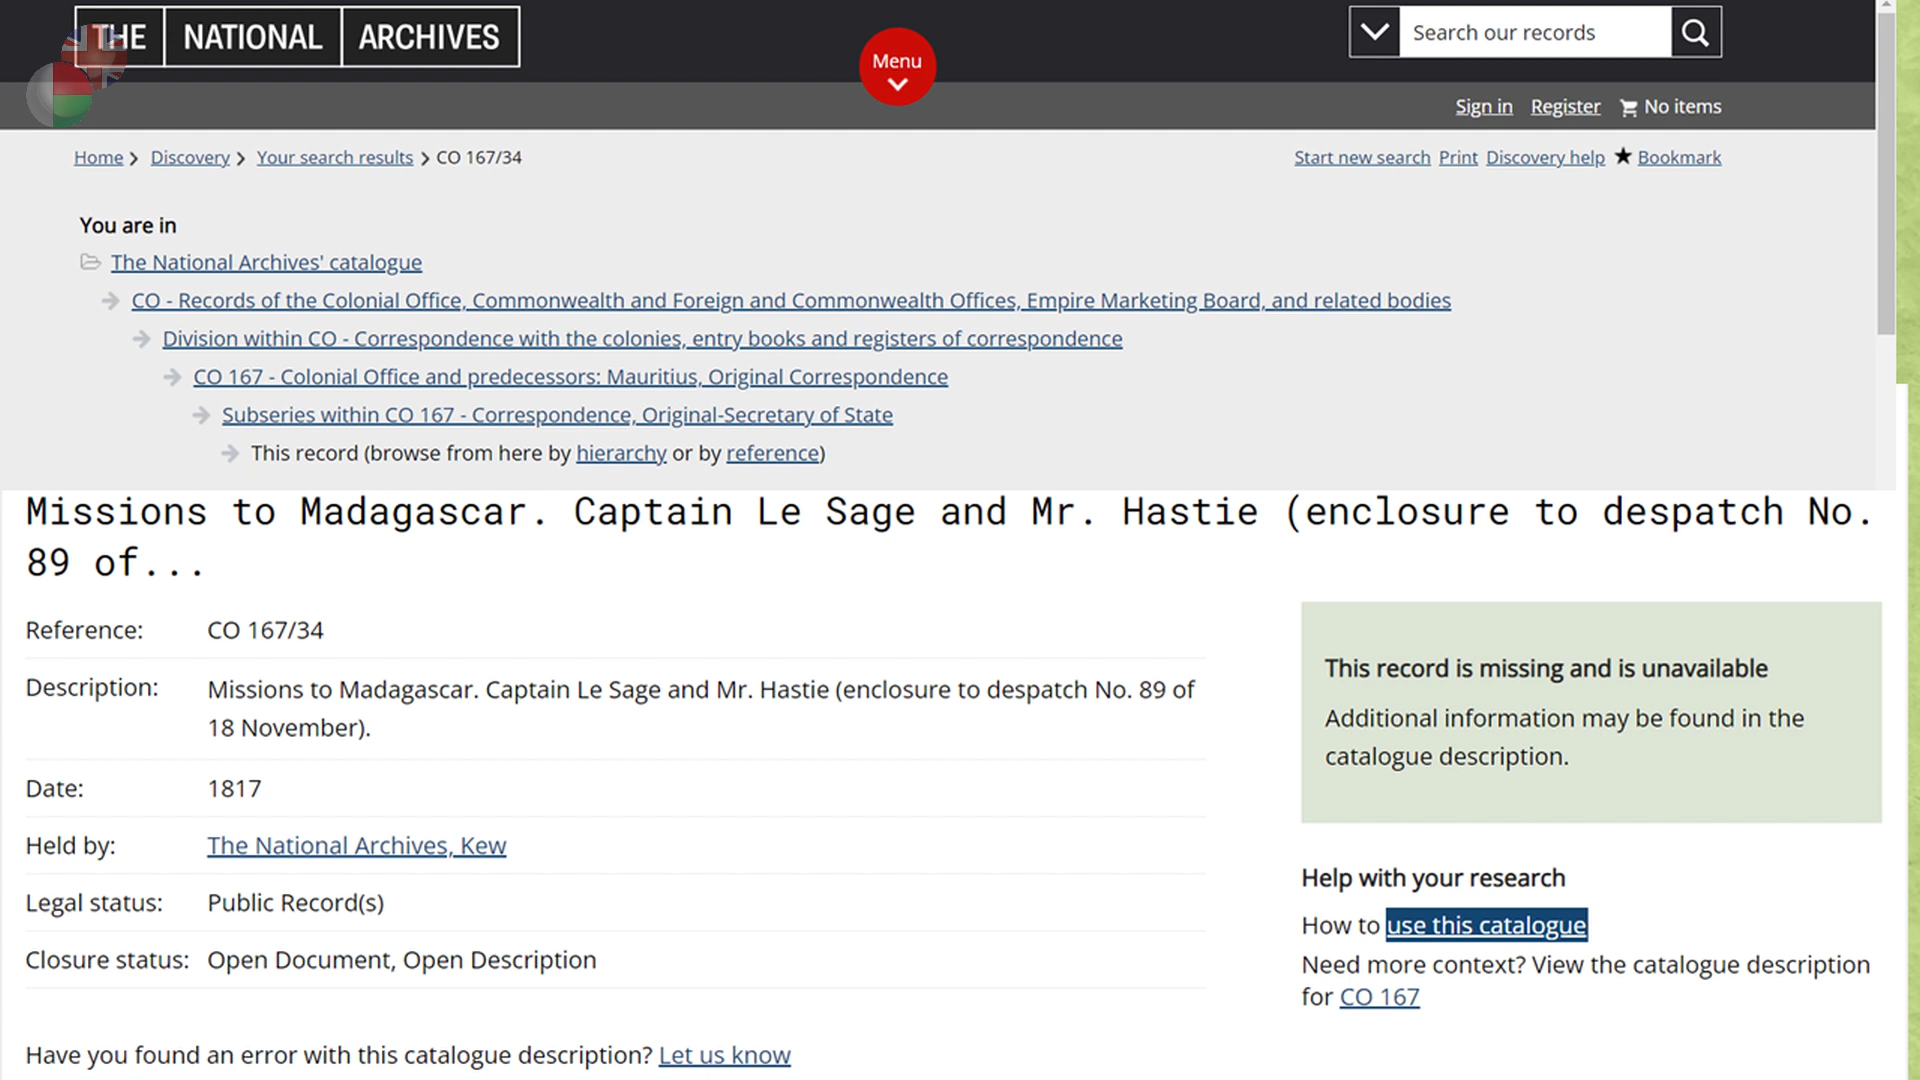 THE NATIONAL ARCHIVES
Menu
Search our records
Sign in Register No items
Home Discovery Your search results CO 167/34
Start new search Print Discovery help Bookmark
You are in
The National Archives' catalogue
CO - Records of the Colonial Office, Commonwealth and Foreign and Commonwealth Offices, Empire Marketing Board, and related bodies
Division within CO - Correspondence with the colonies, entry books and registers of correspondence
CO 167 - Colonial Office and predecessors: Mauritius, Original Correspondence
Subseries within CO 167 - Correspondence, Original-Secretary of State
This record (browse from here by hierarchy or by reference)
Missions to Madagascar. Captain Le Sage and Mr. Hastie (enclosure to despatch No.
89 of...
Reference: CO 167/34
Description: Missions to Madagascar. Captain Le Sage and Mr. Hastie (enclosure to despatch No. 89 of
18 November).
Date: 1817
Held by: The National Archives, Kew
Legal status: Public Record(s)
Closure status: Open Document, Open Description
Have you found an error with this catalogue description? Let us know
This record is missing and is unavailable
Additional information may be found in the
catalogue description.
Help with your research
How to use this catalogue
Need more context? View the catalogue description
for CO 167